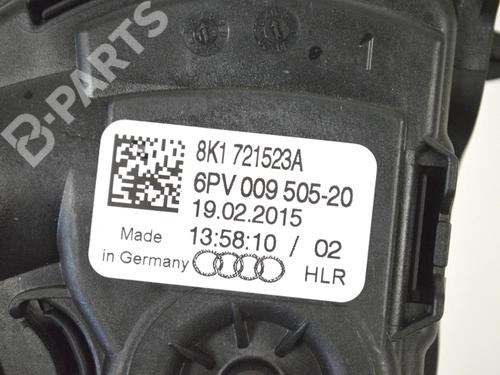 B-PARTS
1
8K1 721523A
6PV 009 505-20
19.02.2015
Made 13:58:10 / 02
in Germany HLR